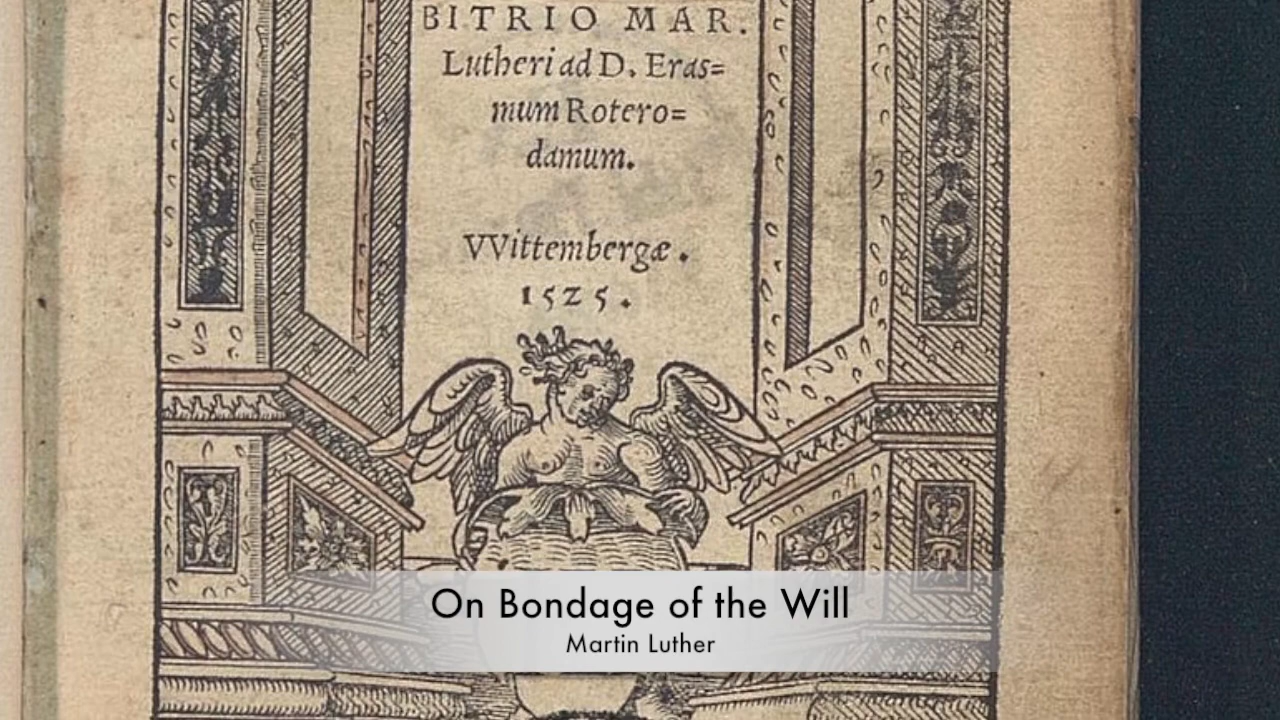 BITRIO MAR.
Lutheri ad D. Eras=
mum Rotero=
damum.
VVittembergæ.
1525.
On Bondage of the Will
Martin Luther